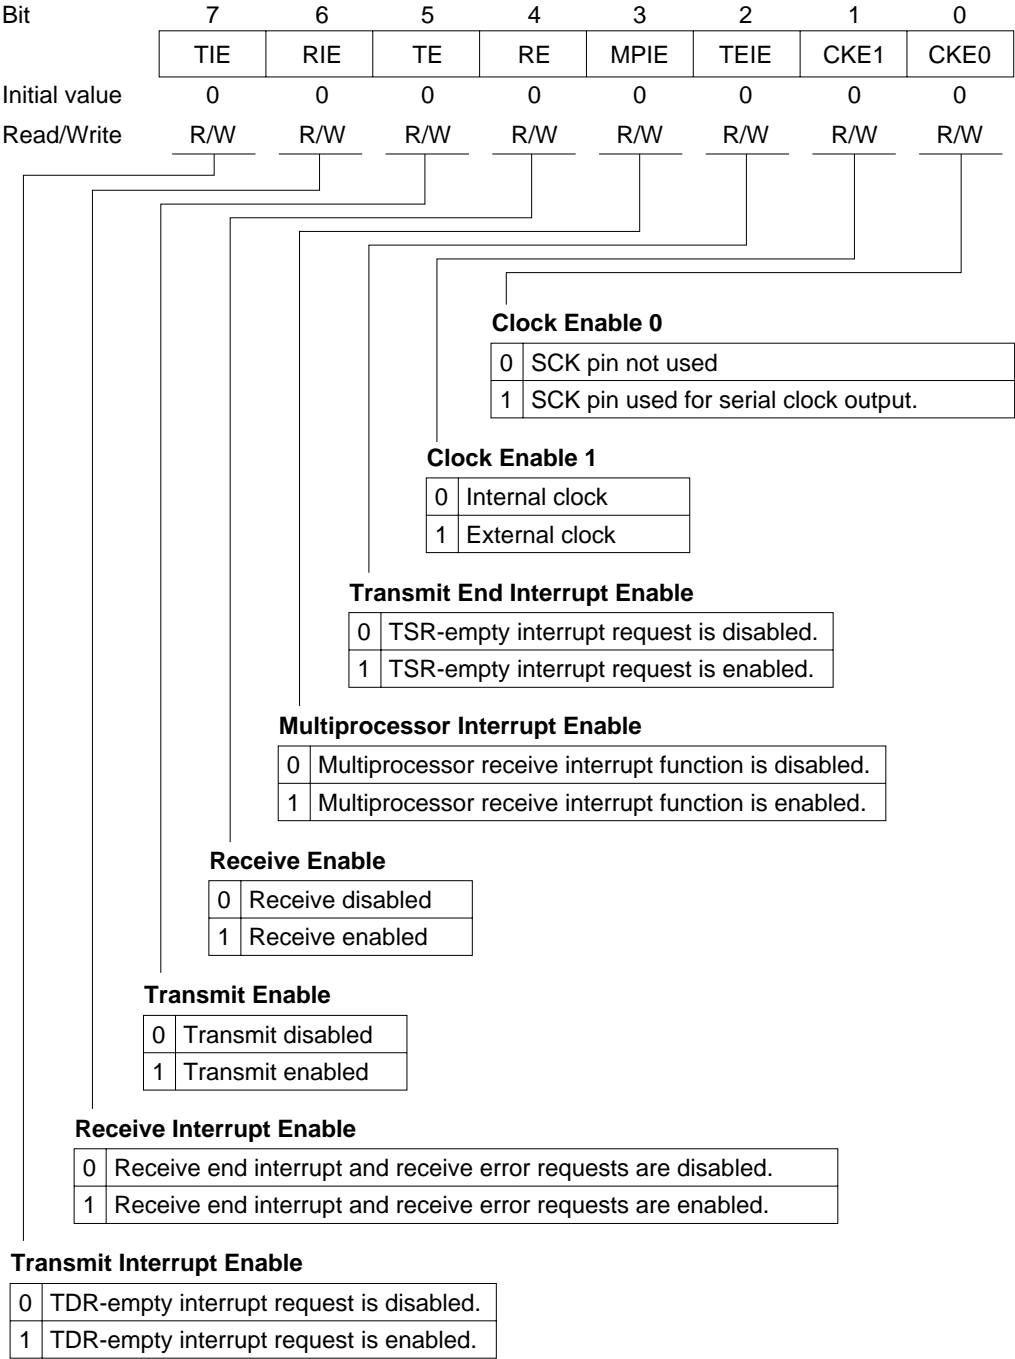 Bit 7 6 5 4 3 2 1 0
TIE RIE TE RE MPIE TEIE CKE1 CKE0
Initial value 0 0 0 0 0 0 0 0
Read/Write R/W R/W R/W R/W R/W R/W R/W R/W
Clock Enable 0
0 SCK pin not used
1 SCK pin used for serial clock output.
Clock Enable 1
0 Internal clock
1 External clock
Transmit End Interrupt Enable
0 TSR-empty interrupt request is disabled.
1 TSR-empty interrupt request is enabled.
Multiprocessor Interrupt Enable
0 Multiprocessor receive interrupt function is disabled.
1 Multiprocessor receive interrupt function is enabled.
Receive Enable
0 Receive disabled
1 Receive enabled
Transmit Enable
0 Transmit disabled
1 Transmit enabled
Receive Interrupt Enable
0 Receive end interrupt and receive error requests are disabled.
1 Receive end interrupt and receive error requests are enabled.
Transmit Interrupt Enable
0 TDR-empty interrupt request is disabled.
1 TDR-empty interrupt request is enabled.